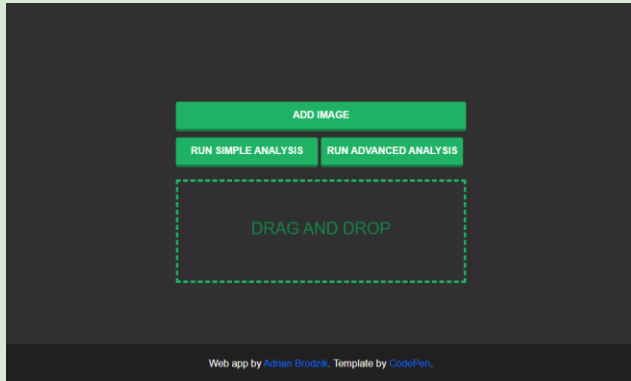 ADD IMAGE
RUN SIMPLE ANALYSIS RUN ADVANCED ANALYSIS
DRAG AND DROP
Web app by Adrian Brodzik. Template by CodePen.